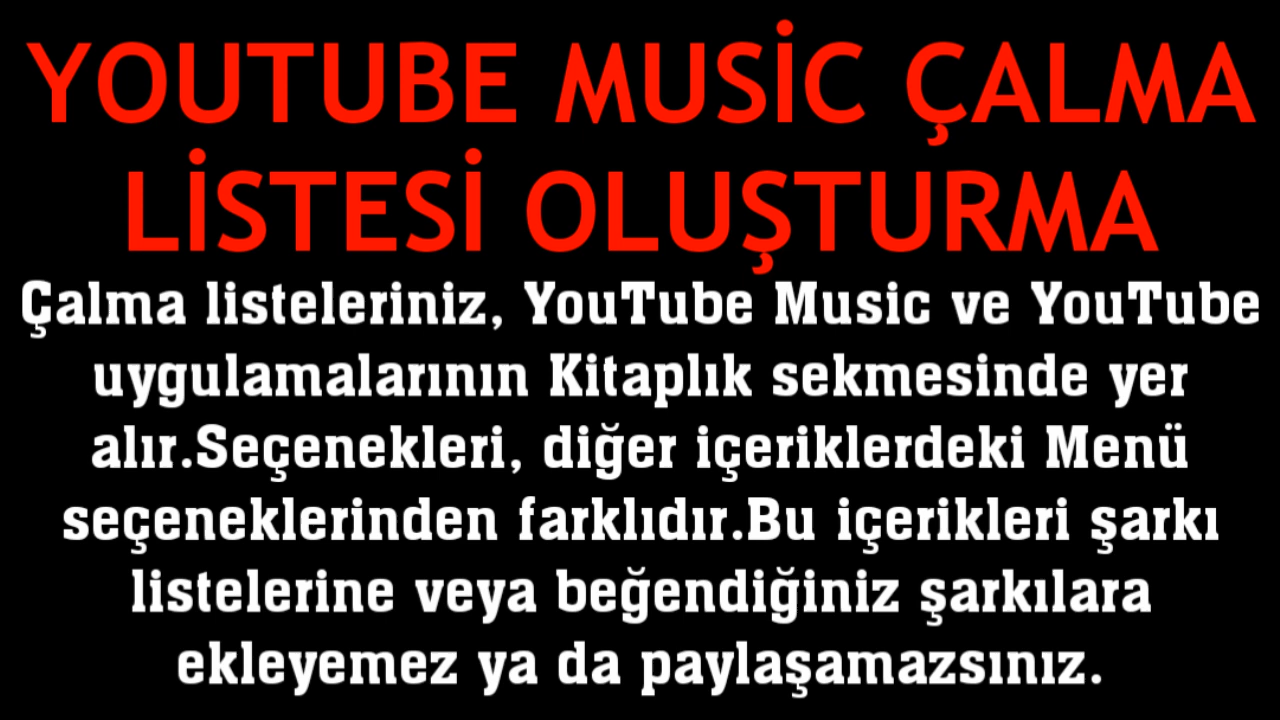 YOUTUBE MUSİC ÇALMA
LİSTESİ OLUŞTURMA
Çalma listeleriniz, YouTube Music ve YouTube
uygulamalarının Kitaplık sekmesinde yer
alır.Seçenekleri, diğer içeriklerdeki Menü
seçeneklerinden farklıdır.Bu içerikleri şarkı
listelerine veya beğendiğiniz şarkılara
ekleyemez ya da paylaşamazsınız.